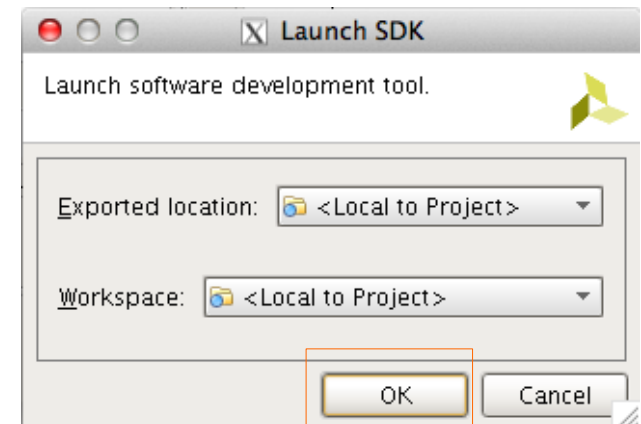 Launch SDK
Launch software development tool.
Exported location: <Local to Project>
Workspace: <Local to Project>
OK Cancel